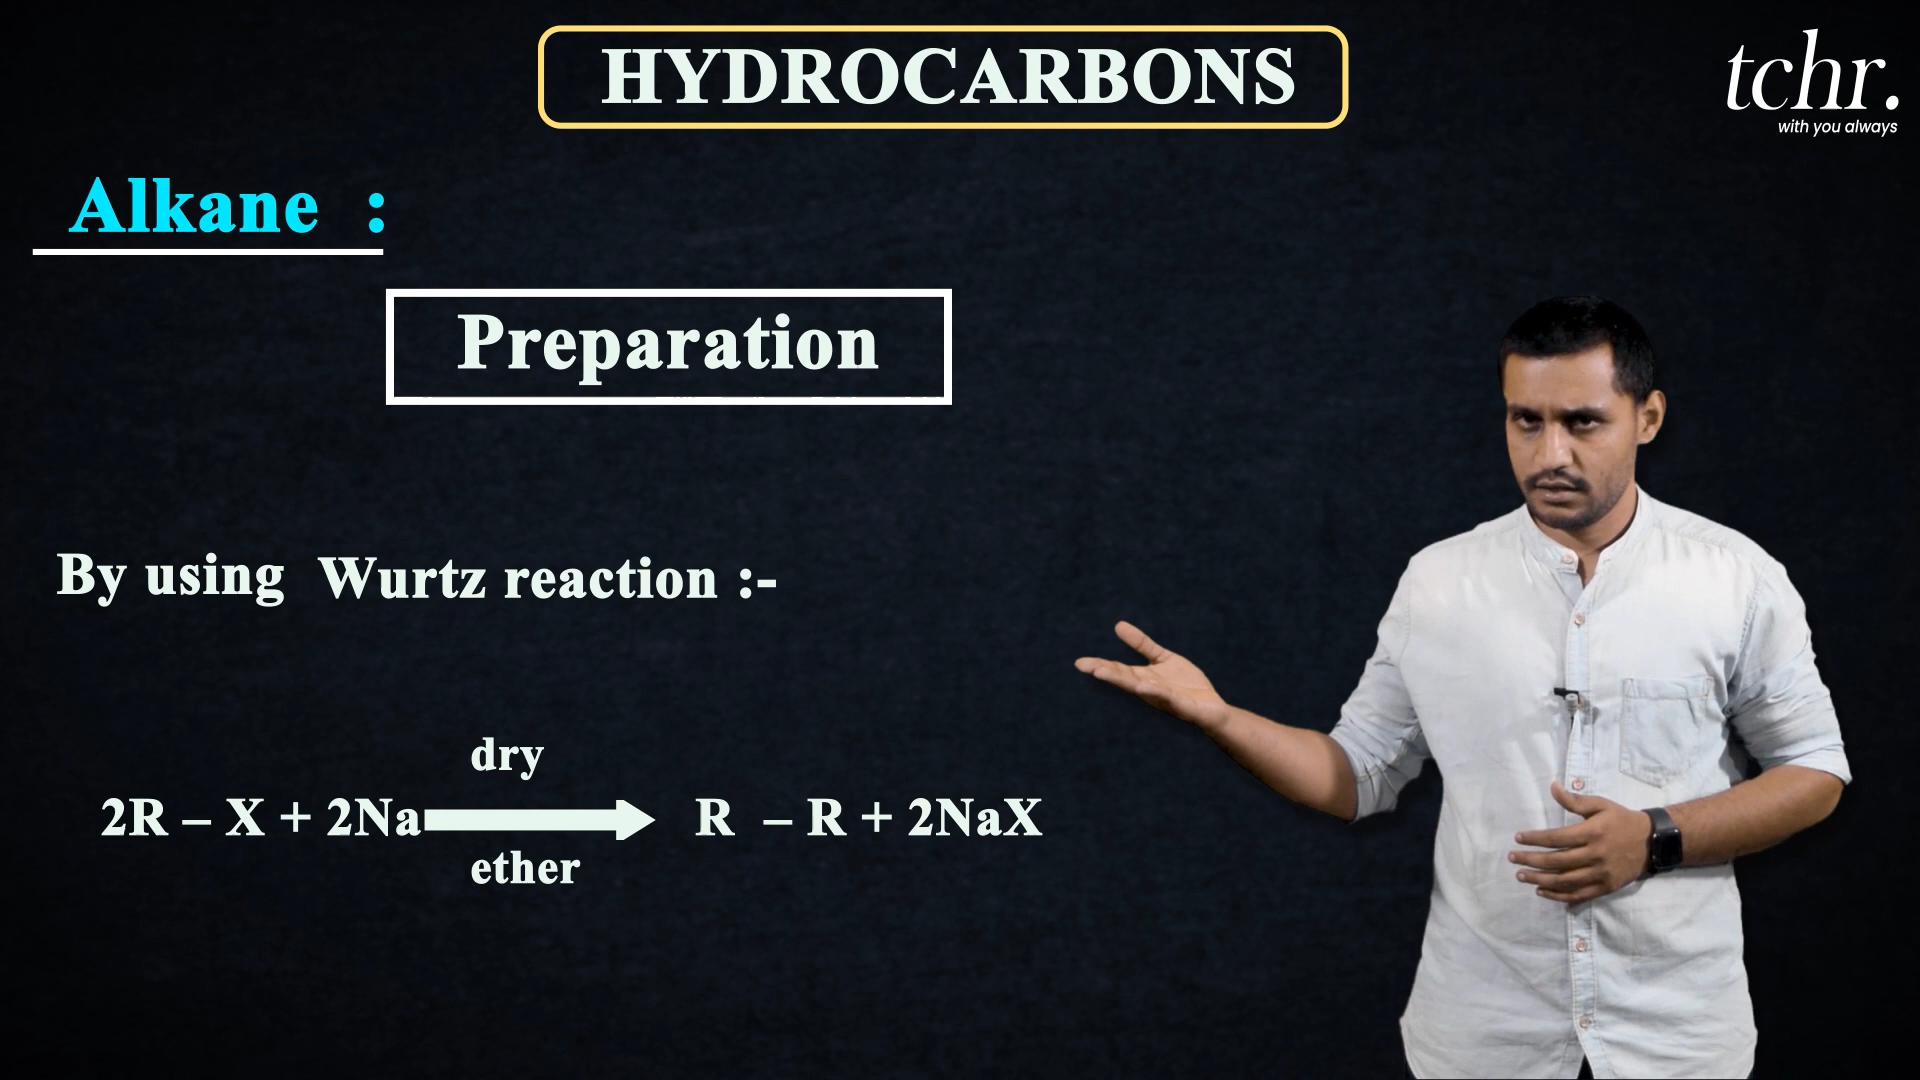 HYDROCARBONS
tchr.
with you always
Alkane :
Preparation
By using Wurtz reaction :-
dry
2R – X + 2Na R – R + 2NaX
ether